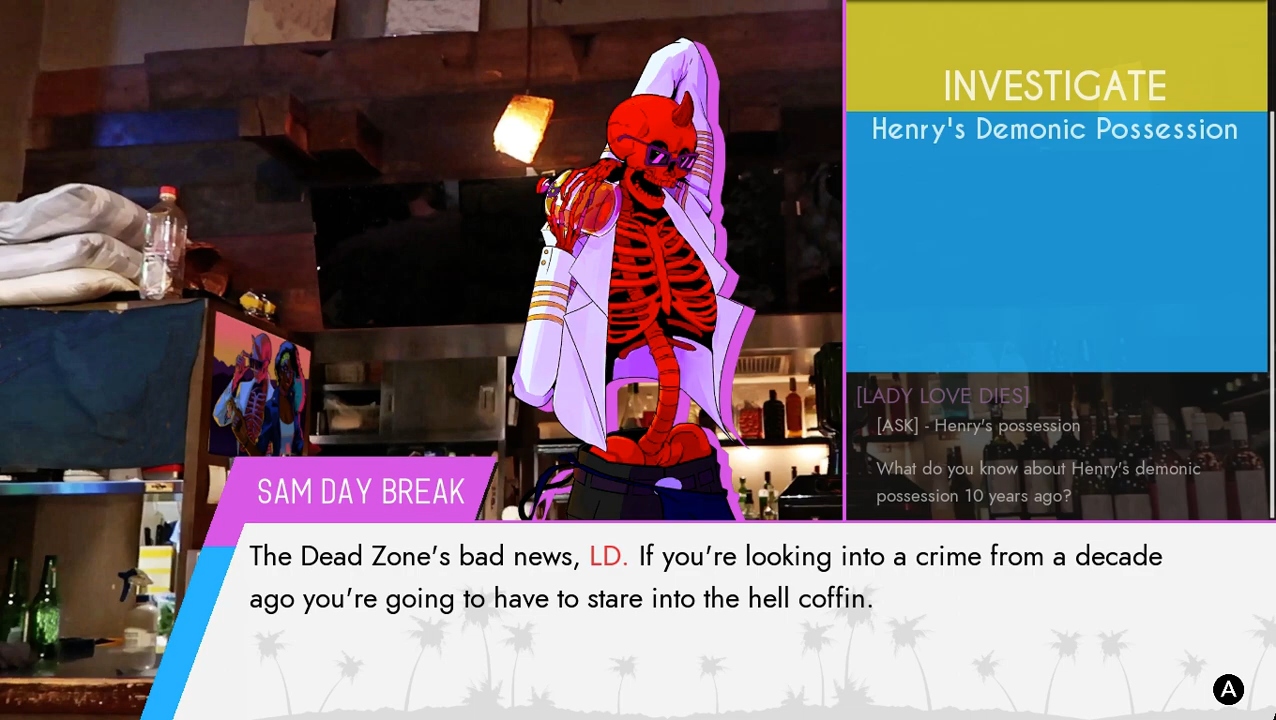 INVESTIGATE
Henry's Demonic Possession
[LADY LOVE DIES]
[ASK] - Henry's possession
What do you know about Henry's demonic
possession 10 years ago?
SAM DAY BREAK
The Dead Zone's bad news, LD. If you're looking into a crime from a decade
ago you're going to have to stare into the hell coffin.
A